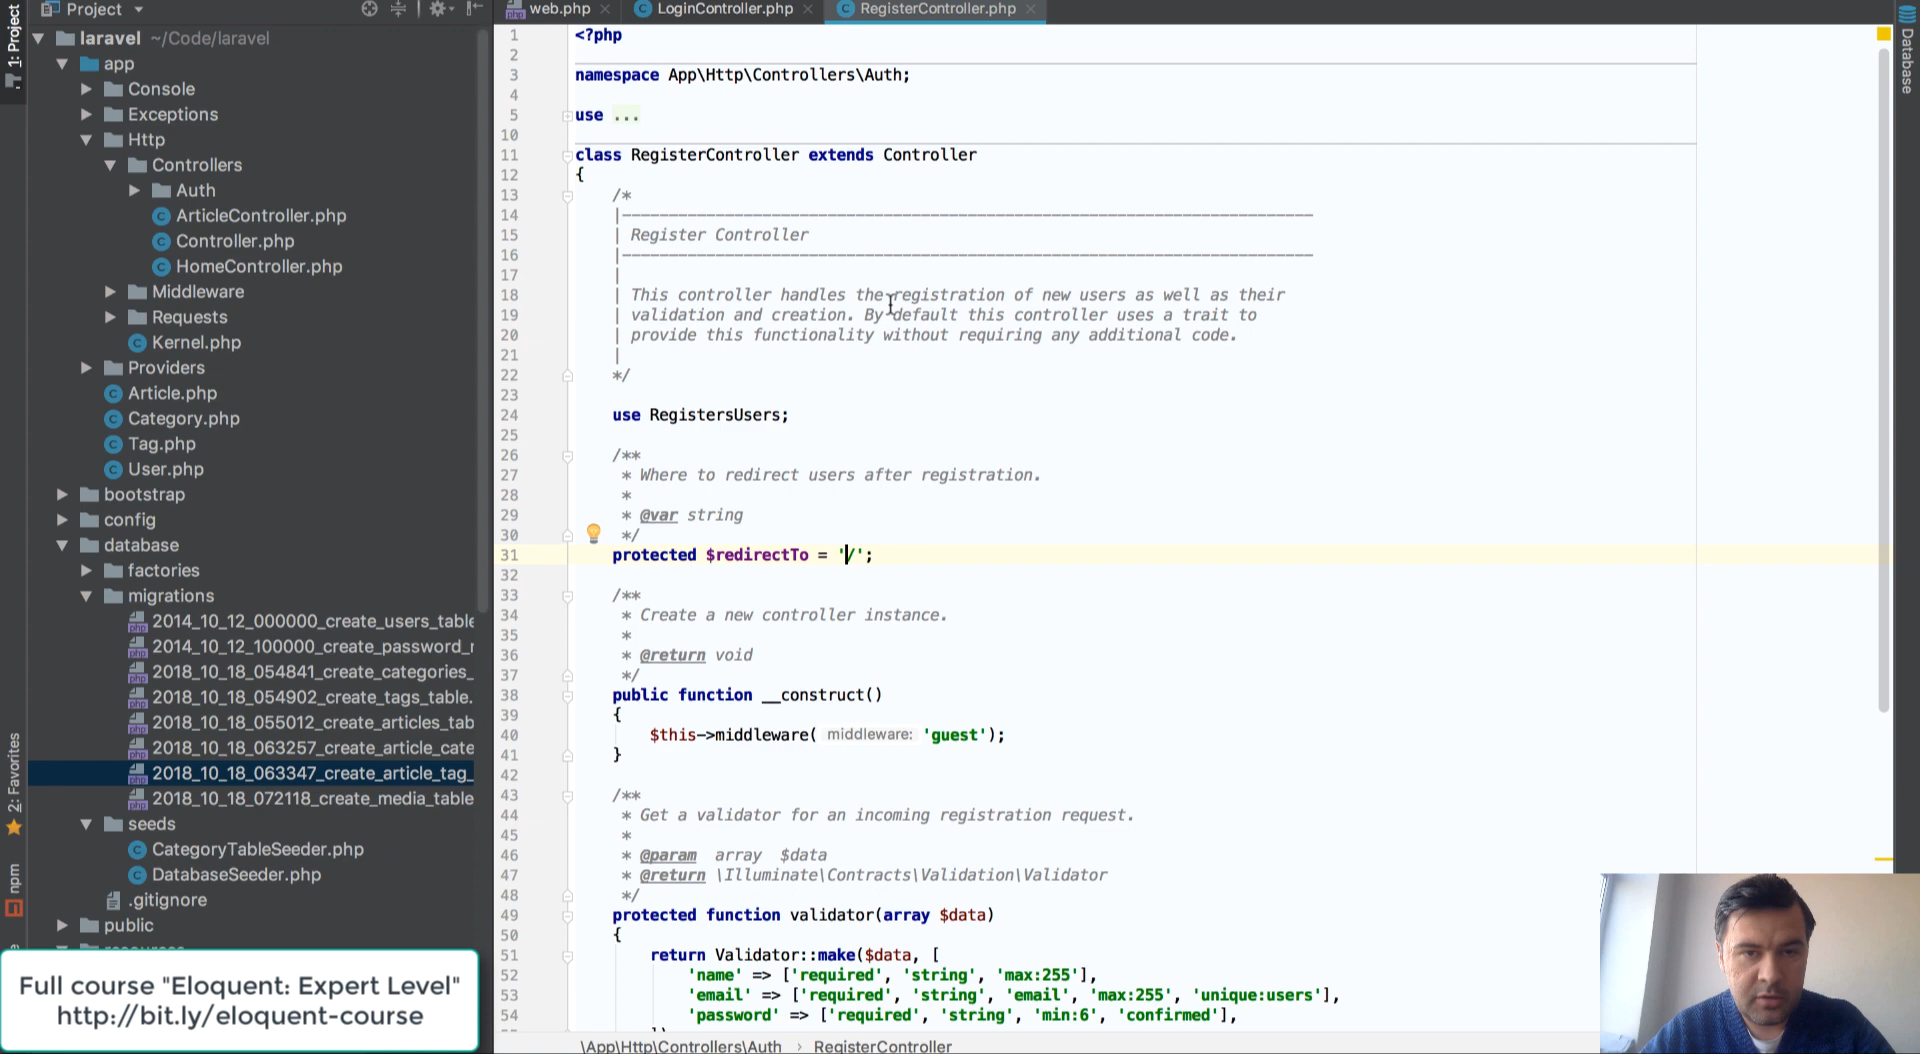 Project
web.php
LoginController.php
RegisterController.php
1: Project
laravel ~/Code/laravel
app
Console
Exceptions
Http
Controllers
Auth
ArticleController.php
Controller.php
HomeController.php
Middleware
Requests
Kernel.php
Providers
Article.php
Category.php
Tag.php
User.php
bootstrap
config
database
factories
migrations
2014_10_12_000000_create_users_table
2014_10_12_100000_create_password_r
2018_10_18_054841_create_categories_
2018_10_18_054902_create_tags_table.
2018_10_18_055012_create_articles_tab
2018_10_18_063257_create_article_cate
2018_10_18_063347_create_article_tag_
2018_10_18_072118_create_media_table
seeds
CategoryTableSeeder.php
DatabaseSeeder.php
.gitignore
public
2: Favorites
npm
Full course "Eloquent: Expert Level"
http://bit.ly/eloquent-course
1 <?php
2
3 namespace App\Http\Controllers\Auth;
4
5 use ...
10
11 class RegisterController extends Controller
12 {
13 /*
14 |--------------------------------------------------------------------------
15 | Register Controller
16 |--------------------------------------------------------------------------
17 |
18 | This controller handles the registration of new users as well as their
19 | validation and creation. By default this controller uses a trait to
20 | provide this functionality without requiring any additional code.
21 |
22 */
23
24 use RegistersUsers;
25
26 /**
27 * Where to redirect users after registration.
28 *
29 * @var string
30 */
31 protected $redirectTo = '/';
32
33 /**
34 * Create a new controller instance.
35 *
36 * @return void
37 */
38 public function __construct()
39 {
40 $this->middleware( middleware: 'guest');
41 }
42
43 /**
44 * Get a validator for an incoming registration request.
45 *
46 * @param array $data
47 * @return \Illuminate\Contracts\Validation\Validator
48 */
49 protected function validator(array $data)
50 {
51 return Validator::make($data, [
52 'name' => ['required', 'string', 'max:255'],
53 'email' => ['required', 'string', 'email', 'max:255', 'unique:users'],
54 'password' => ['required', 'string', 'min:6', 'confirmed'],
\App\Http\Controllers\Auth › RegisterController
Database